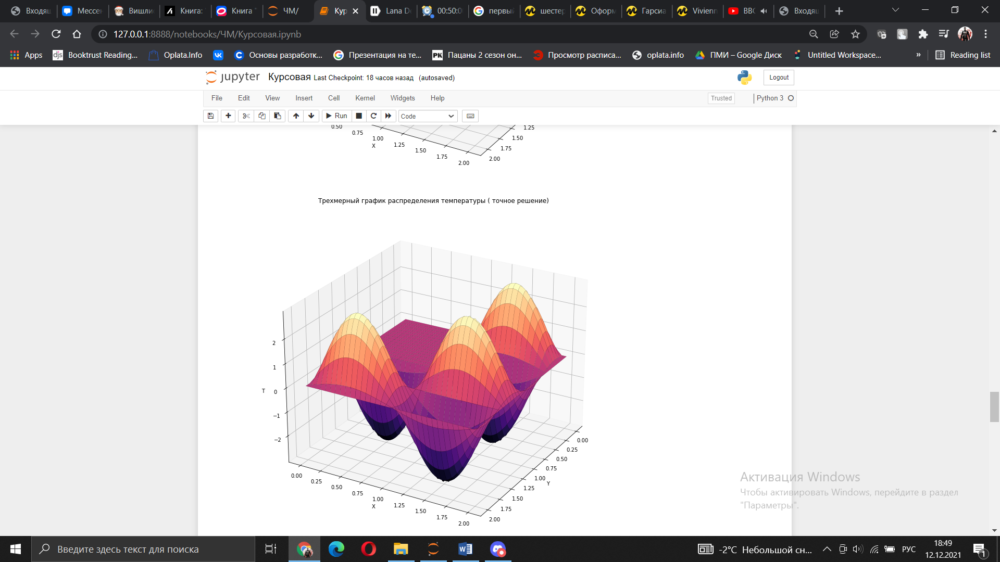 Входящ
Мессен
Вишли
Книга:
Книга "
ЧМ/
Кур
Lana De
00:50:0
первый
шестер
Оформ
Гарсиа
Vivienn
BBC
Входящ
127.0.0.1:8888/notebooks/ЧМ/Курсовая.ipynb
Apps
Booktrust Reading...
Oplata.Info
Основы разработк...
Презентация на те...
Пацаны 2 сезон он...
Просмотр расписа...
oplata.info
ПМИ – Google Диск
Untitled Workspace...
»
Reading list
jupyter Курсовая Last Checkpoint: 18 часов назад (autosaved)
Logout
File Edit View Insert Cell Kernel Widgets Help
Trusted
Python 3
Run
Code
0.50
0.75
1.00
1.25
1.50
1.75
2.00
X
1.25
1.50
1.75
2.00
Трехмерный график распределения температуры ( точное решение)
2
1
0
−1
−2
T
0.00
0.25
0.50
0.75
1.00
1.25
1.50
1.75
2.00
X
0.00
0.25
0.50
0.75
1.00
1.25
1.50
1.75
2.00
Y
Активация Windows
Чтобы активировать Windows, перейдите в раздел
"Параметры".
Введите здесь текст для поиска
-2°C Небольшой сн...
РУС
18:49
12.12.2021
1